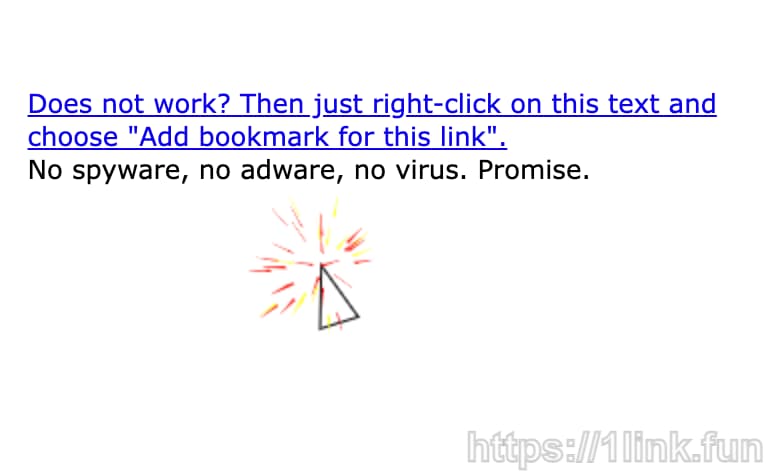 Does not work? Then just right-click on this text and
choose "Add bookmark for this link".
No spyware, no adware, no virus. Promise.
https://1link.fun